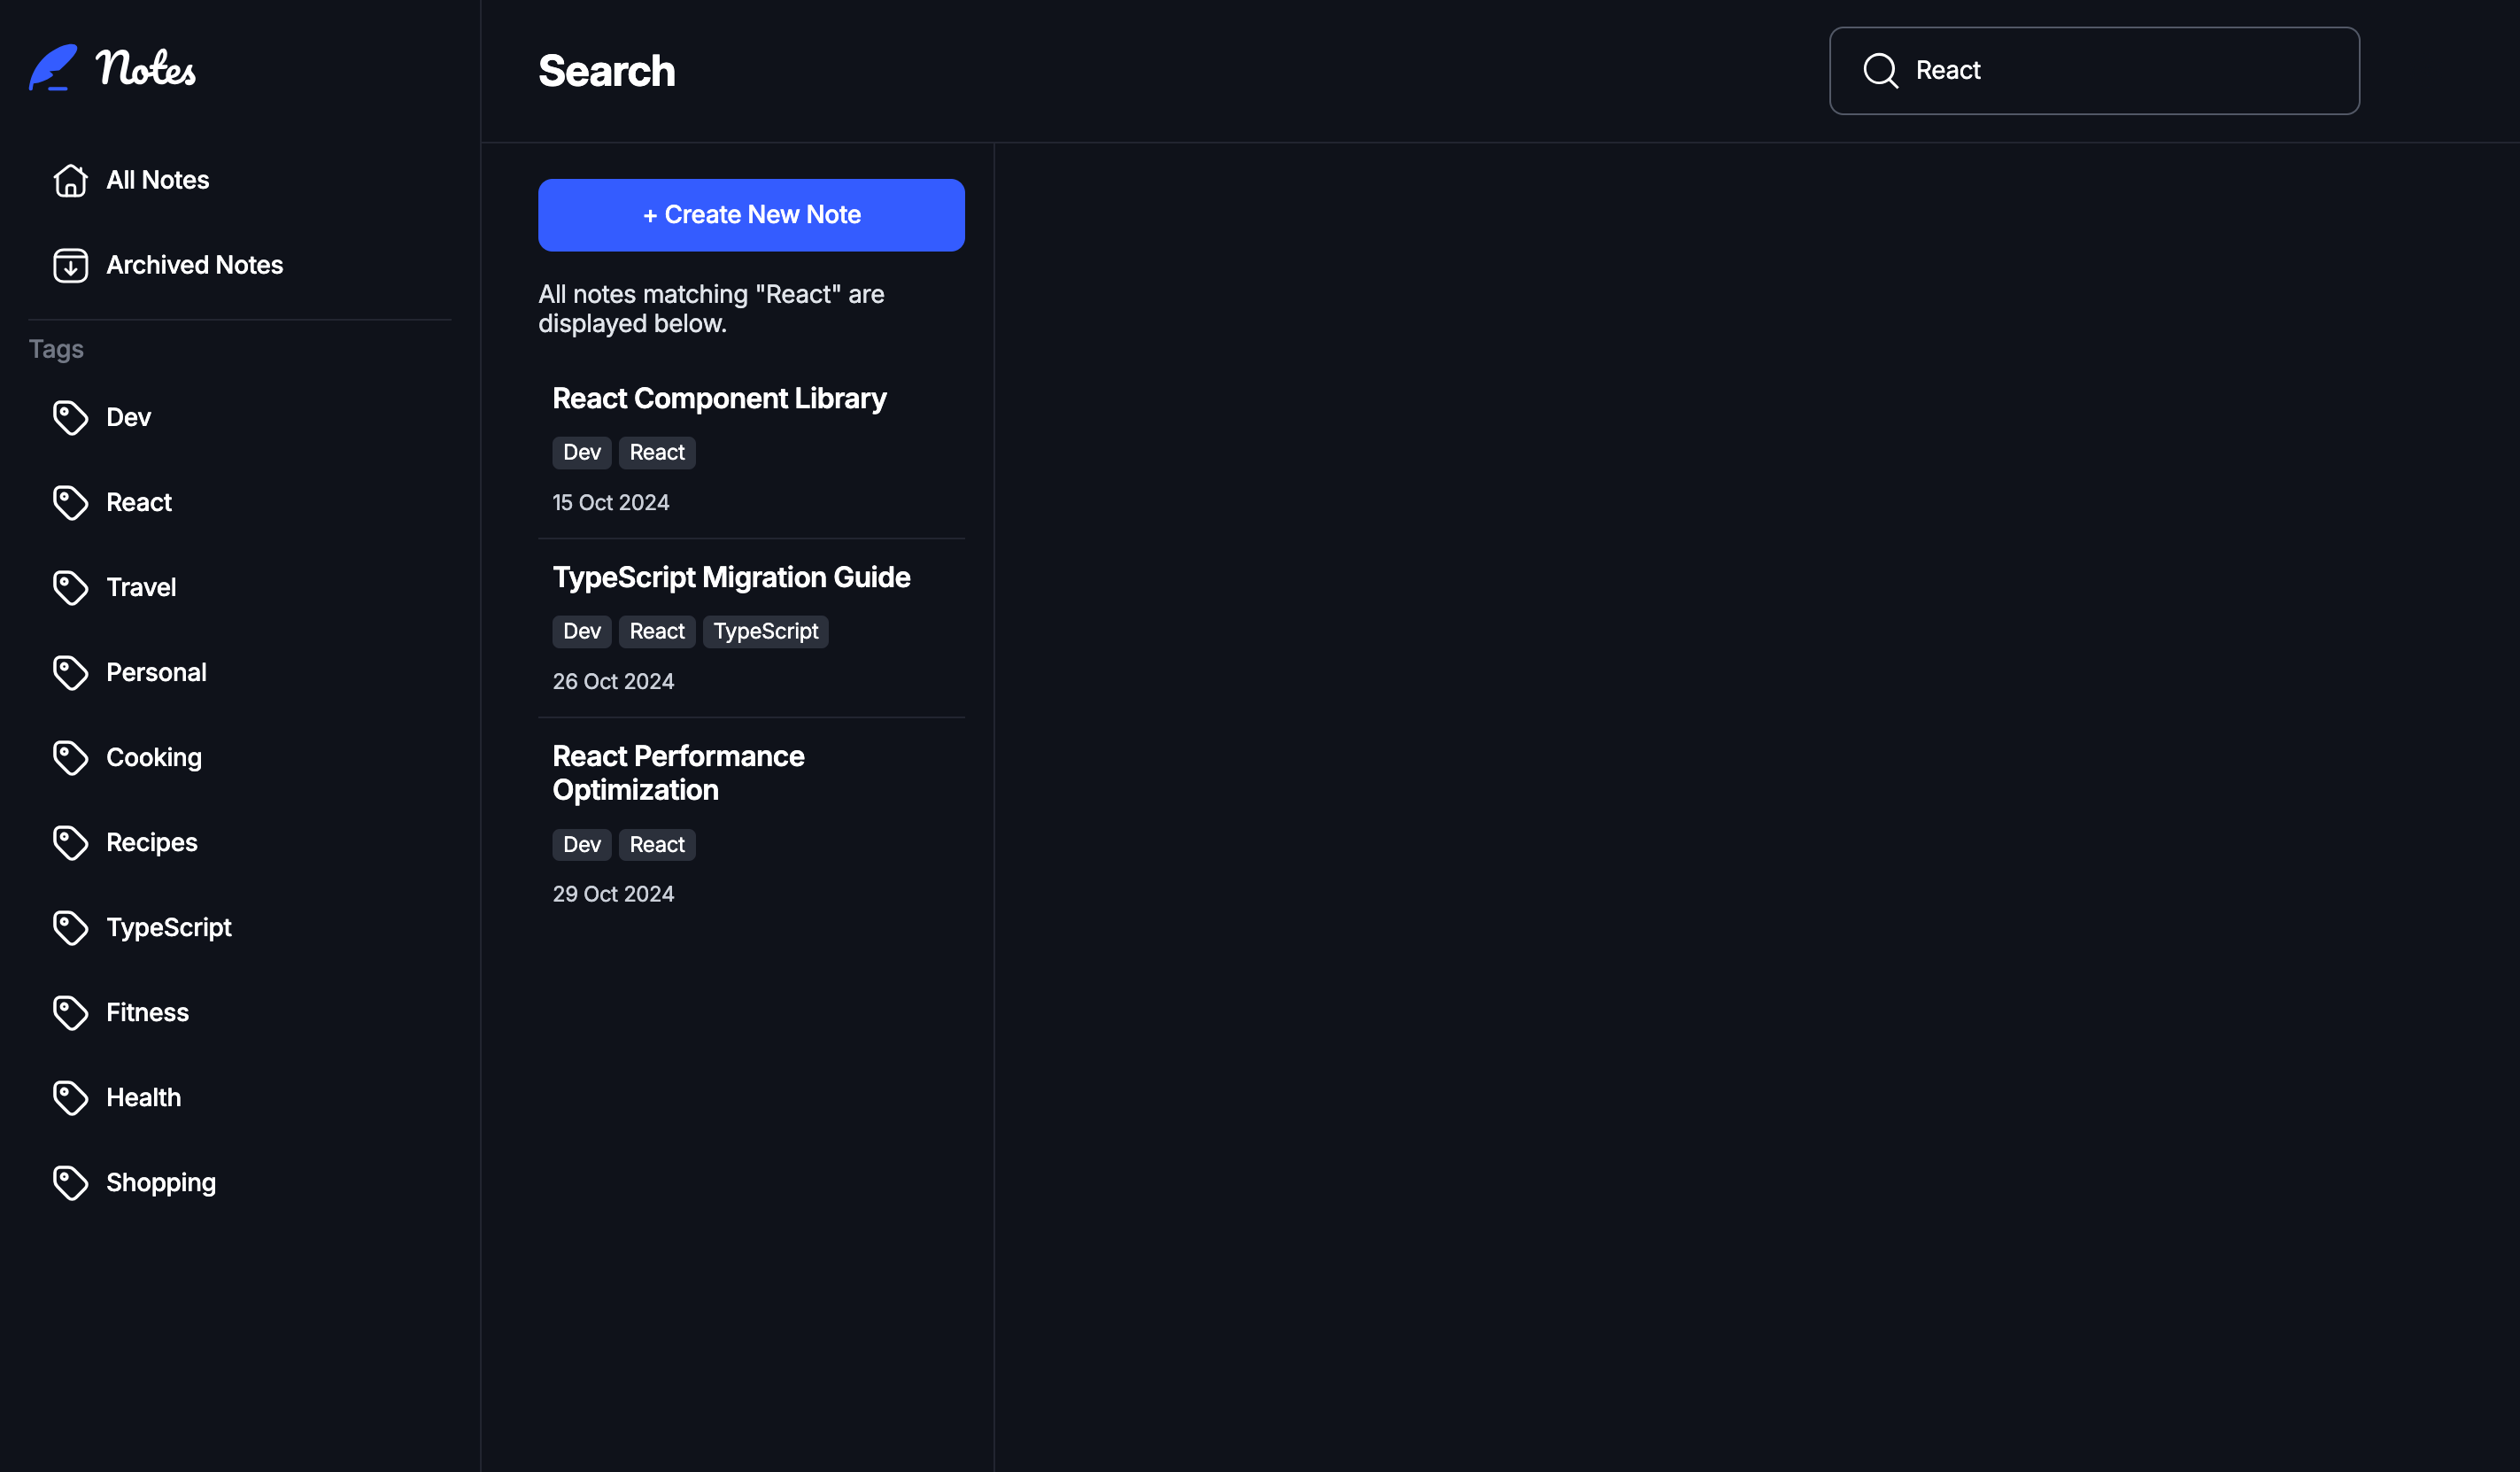 Notes
All Notes
Archived Notes
Tags
Dev
React
Travel
Personal
Cooking
Recipes
TypeScript
Fitness
Health
Shopping
Search
React
+ Create New Note
All notes matching "React" are
displayed below.
React Component Library
Dev React
15 Oct 2024
TypeScript Migration Guide
Dev React TypeScript
26 Oct 2024
React Performance
Optimization
Dev React
29 Oct 2024